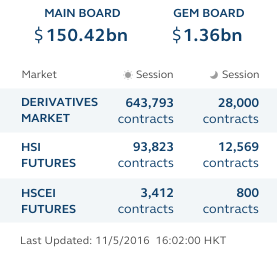 MAIN BOARD GEM BOARD
$150.42bn $1.36bn
Market Session Session
DERIVATIVES MARKET 643,793 contracts 28,000 contracts
HSI FUTURES 93,823 contracts 12,569 contracts
HSCEI FUTURES 3,412 contracts 800 contracts
Last Updated: 11/5/2016 16:02:00 HKT